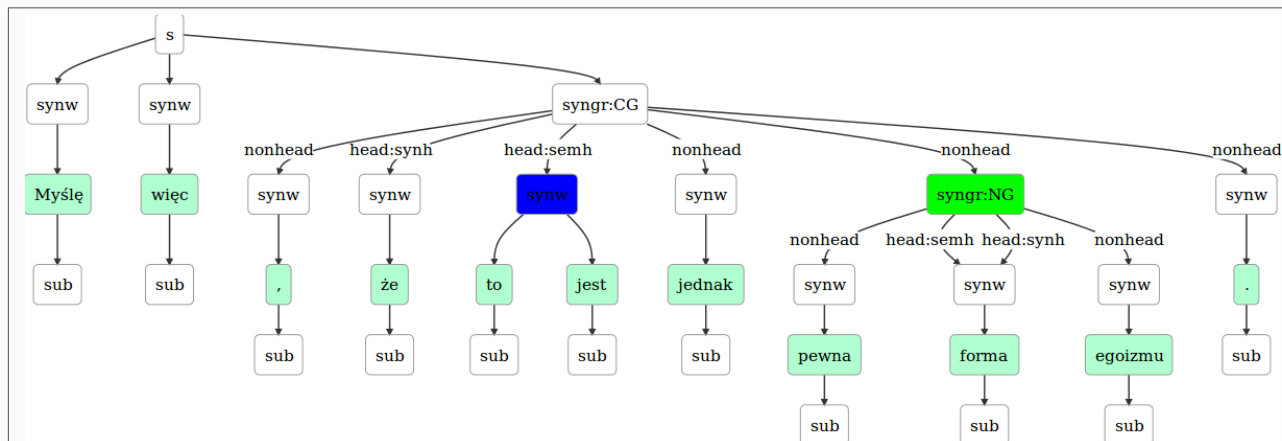 s
synw synw syngr:CG
nonhead head:synh head:semh nonhead nonhead nonhead
Myślę więc synw synw synw synw syngr:NG synw
nonhead head:semh head:synh nonhead
sub sub , że to jest jednak synw synw synw .
sub sub sub sub sub pewna forma egoizmu sub
sub sub sub